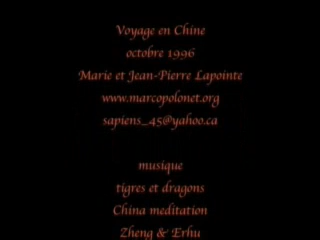 Voyage en Chine
octobre 1996
Marie et Jean-Pierre Lapointe
www.marcopolonet.org
sapiens_45@yahoo.ca
musique
tigres et dragons
China meditation
Zheng & Erhu